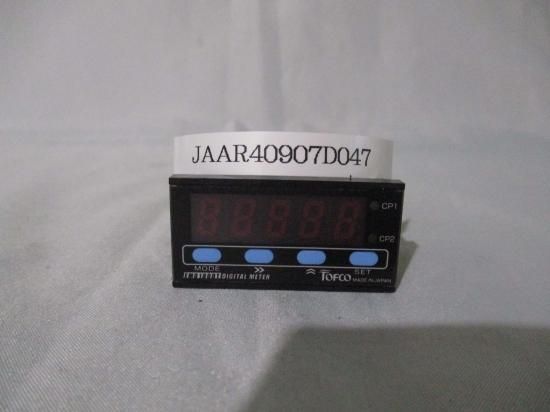 JAAR40907D047
CP1
CP2
MODE
SET
DIGITAL METER
TOFCO
MADE IN JAPAN